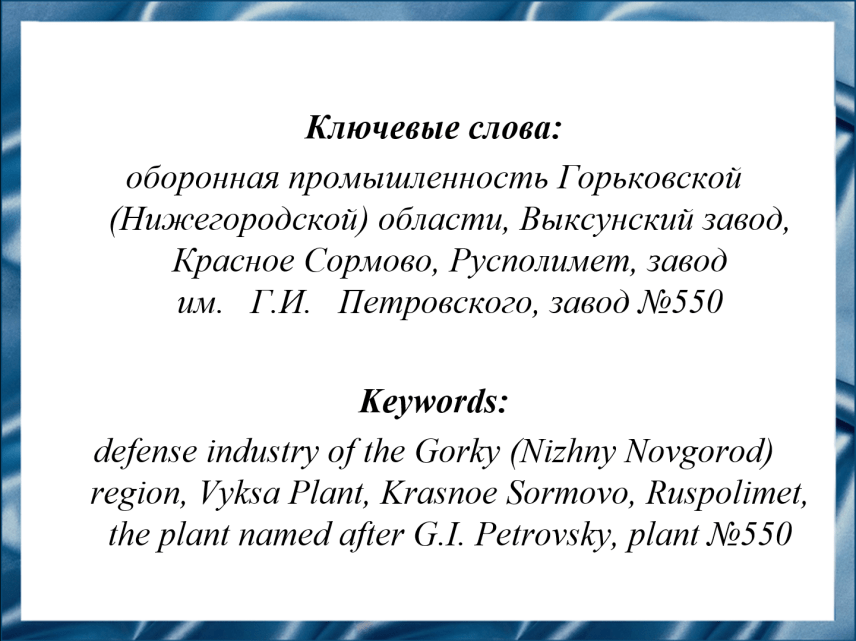 Ключевые слова:
оборонная промышленность Горьковской
(Нижегородской) области, Выксунский завод,
Красное Сормово, Русполимет, завод
им. Г.И. Петровского, завод №550
Keywords:
defense industry of the Gorky (Nizhny Novgorod)
region, Vyksa Plant, Krasnoe Sormovo, Ruspolimet,
the plant named after G.I. Petrovsky, plant №550